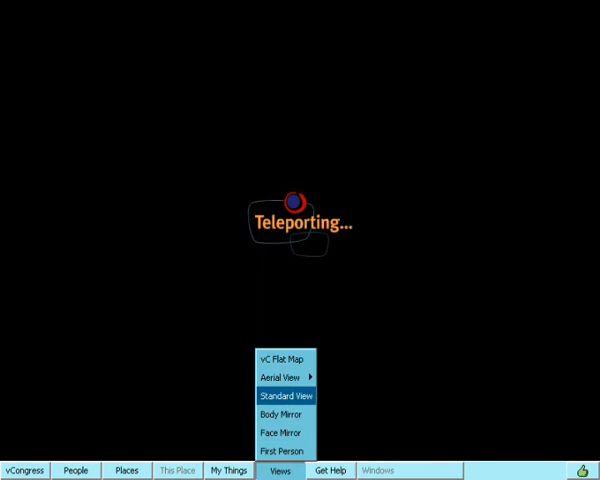 Teleporting...
vC Flat Map
Aerial View
Standard View
Body Mirror
Face Mirror
First Person
vCongress People Places This Place My Things Views Get Help Windows